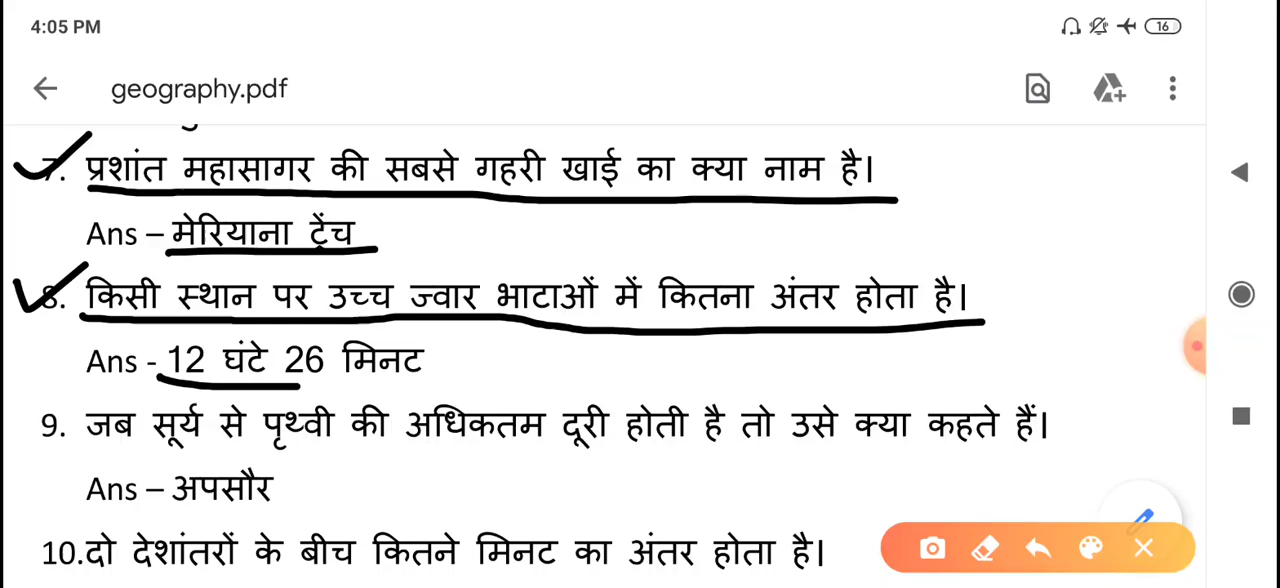 4:05 PM
16
geography.pdf
7. प्रशांत महासागर की सबसे गहरी खाई का क्या नाम है।
Ans – मेरियाना ट्रेंच
8. किसी स्थान पर उच्च ज्वार भाटाओं में कितना अंतर होता है।
Ans - 12 घंटे 26 मिनट
9. जब सूर्य से पृथ्वी की अधिकतम दूरी होती है तो उसे क्या कहते हैं।
Ans – अपसौर
10.दो देशांतरों के बीच कितने मिनट का अंतर होता है।